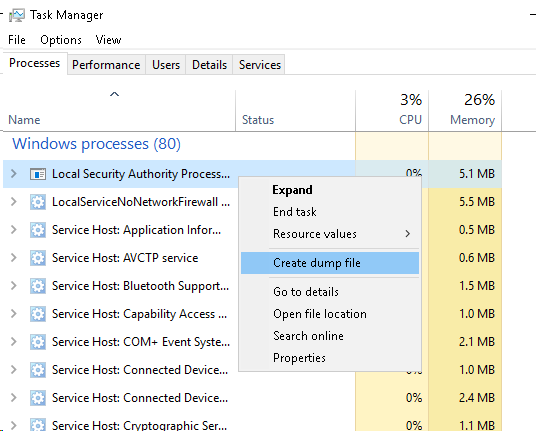 Task Manager
File Options View
Processes Performance Users Details Services
3% 26%
Name Status CPU Memory
Windows processes (80)
Local Security Authority Process... 0% 5.1 MB
LocalServiceNoNetworkFirewall ... 5.5 MB
Service Host: Application Infor... 0.5 MB
Service Host: AVCTP service 0.6 MB
Service Host: Bluetooth Support... 1.5 MB
Service Host: Capability Access ... 1.0 MB
Service Host: COM+ Event Syste... 2.1 MB
Service Host: Connected Device... 0% 1.0 MB
Service Host: Connected Device... 0% 2.4 MB
Service Host: Cryptographic Ser... 0% 1.1 MB
Expand
End task
Resource values
Create dump file
Go to details
Open file location
Search online
Properties